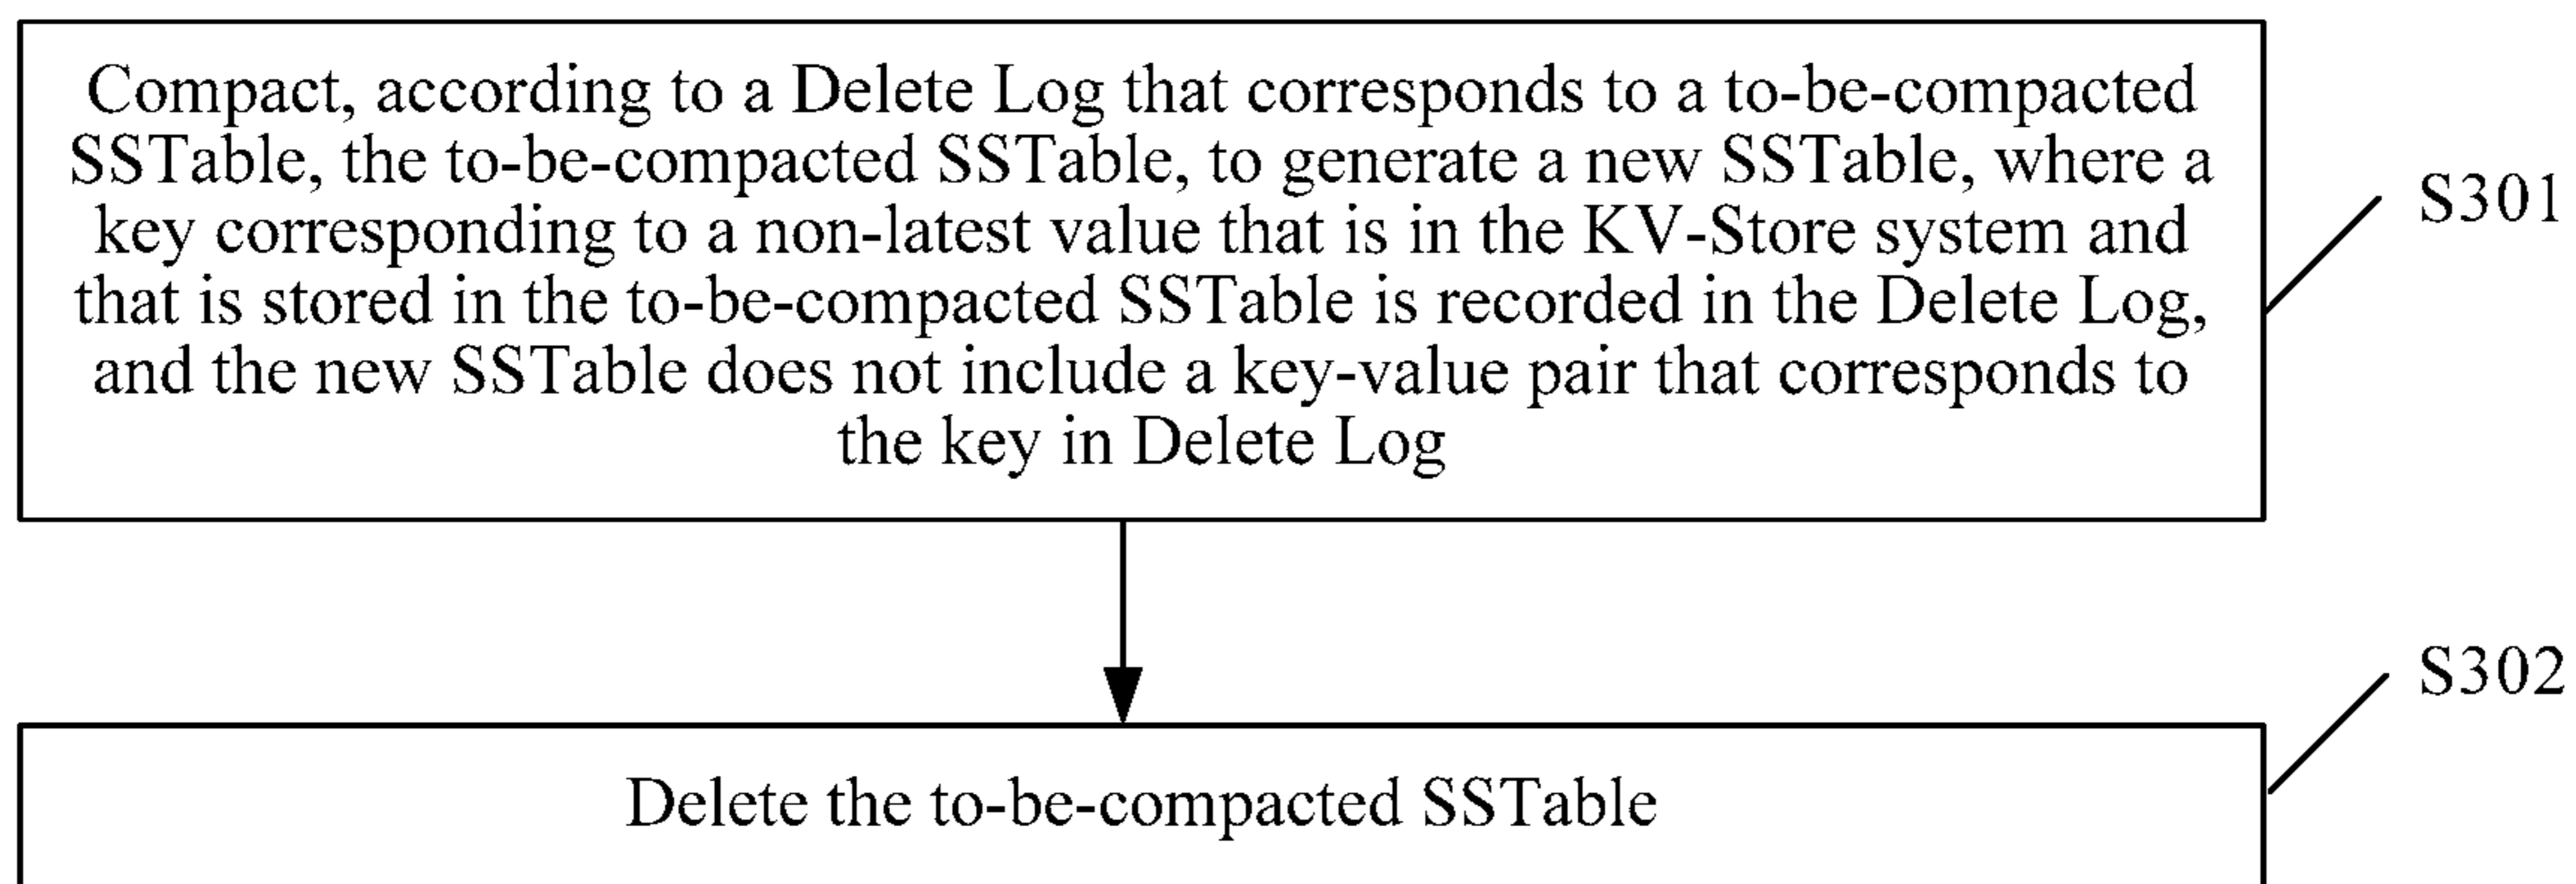 Compact, according to a Delete Log that corresponds to a to-be-compacted
SSTable, the to-be-compacted SSTable, to generate a new SSTable, where a
key corresponding to a non-latest value that is in the KV-Store system and
that is stored in the to-be-compacted SSTable is recorded in the Delete Log,
and the new SSTable does not include a key-value pair that corresponds to
the key in Delete Log
S301
S302
Delete the to-be-compacted SSTable